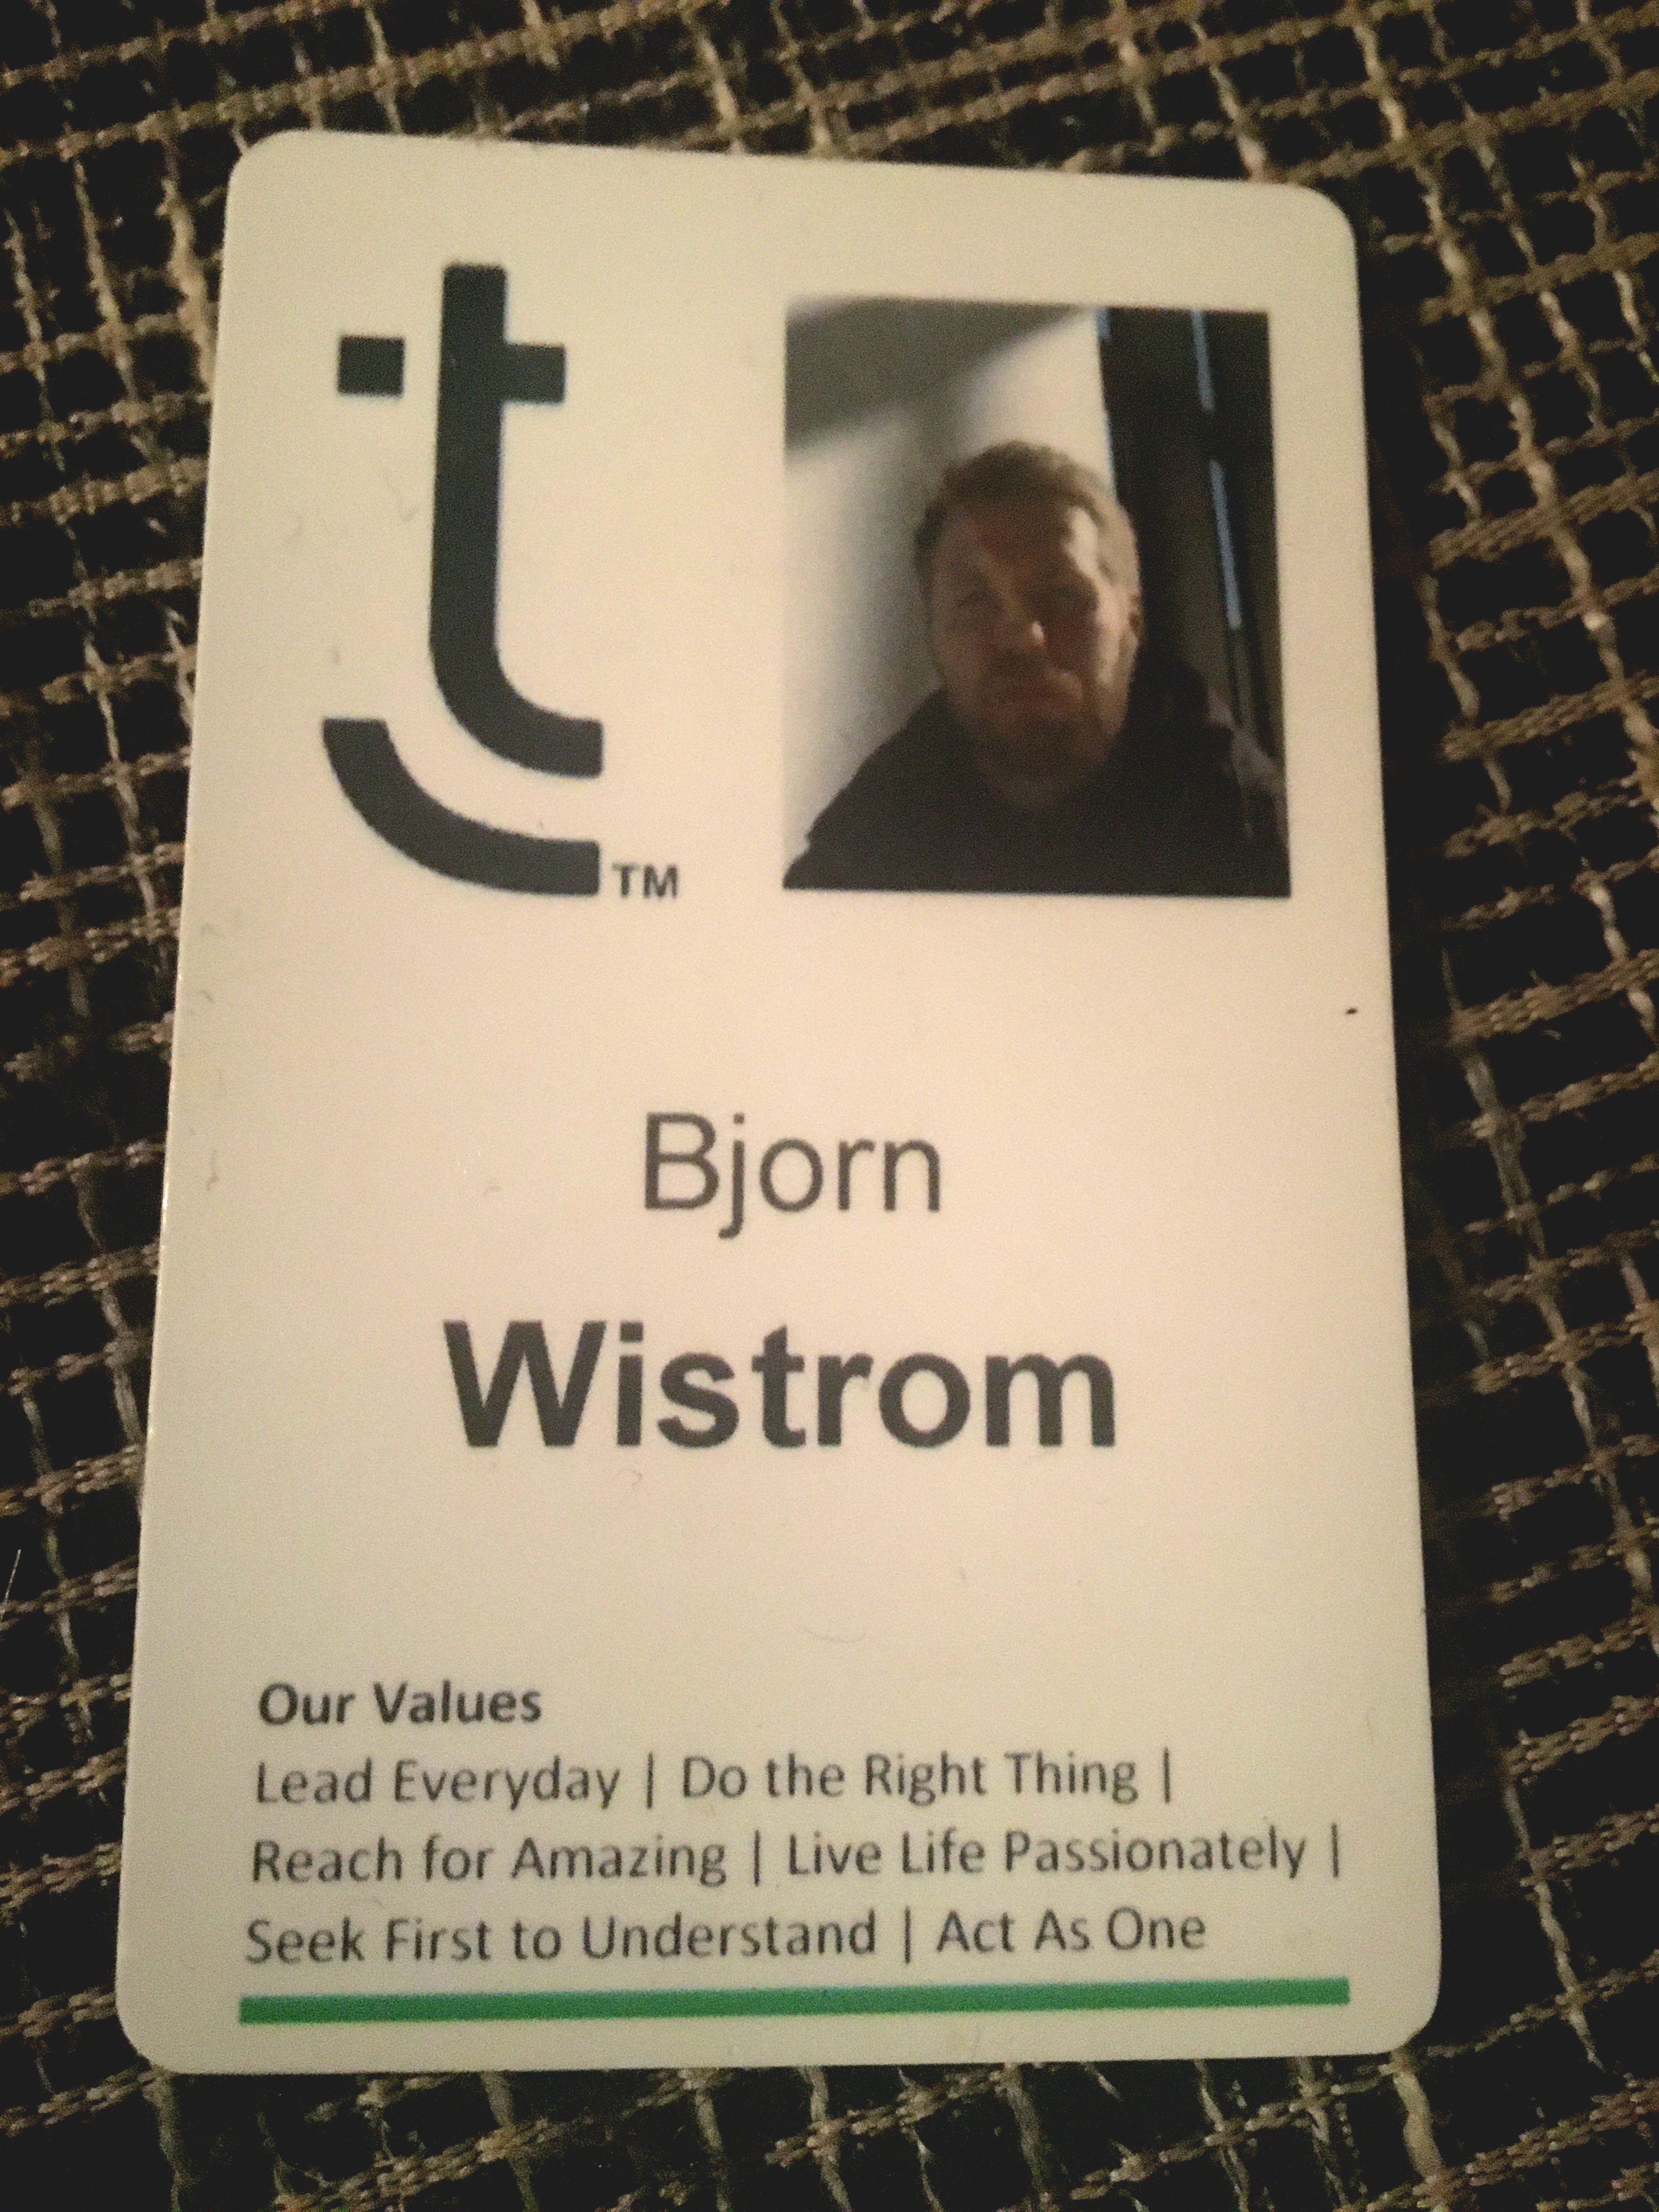 t
TM
Bjorn
Wistrom
Our Values
Lead Everyday | Do the Right Thing |
Reach for Amazing | Live Life Passionately |
Seek First to Understand | Act As One